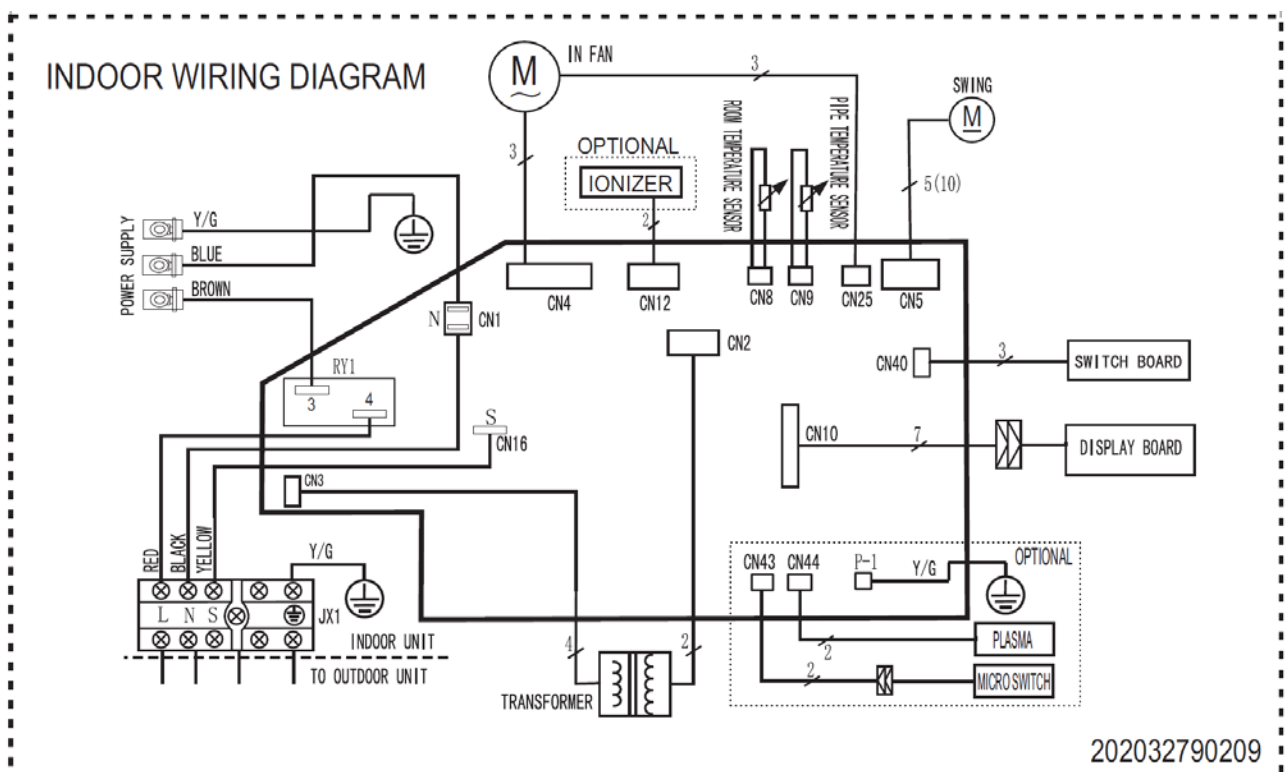 INDOOR WIRING DIAGRAM
M
IN FAN
3
3
OPTIONAL
IONIZER
2
ROOM TEMPERATURE SENSOR
PIPE TEMPERATURE SENSOR
SWING
M
5(10)
POWER SUPPLY
Y/G
BLUE
BROWN
N CN1
CN4
CN12
CN8
CN9
CN25
CN5
CN2
CN40
3
SWITCH BOARD
RY1
3
4
S
CN16
CN10
7
DISPLAY BOARD
CN3
RED
BLACK
YELLOW
Y/G
L N S
JX1
INDOOR UNIT
TO OUTDOOR UNIT
4
2
TRANSFORMER
OPTIONAL
CN43
CN44
P-1
Y/G
2
PLASMA
2
MICRO SWITCH
202032790209